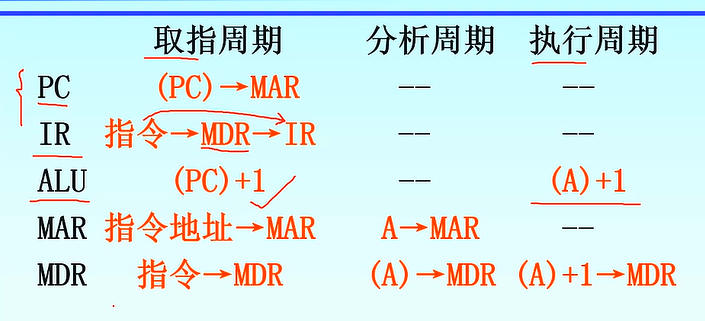 取指周期 分析周期 执行周期
PC (PC)→MAR -- --
IR 指令→MDR→IR -- --
ALU (PC)+1 -- (A)+1
MAR 指令地址→MAR A→MAR --
MDR 指令→MDR (A)→MDR (A)+1→MDR